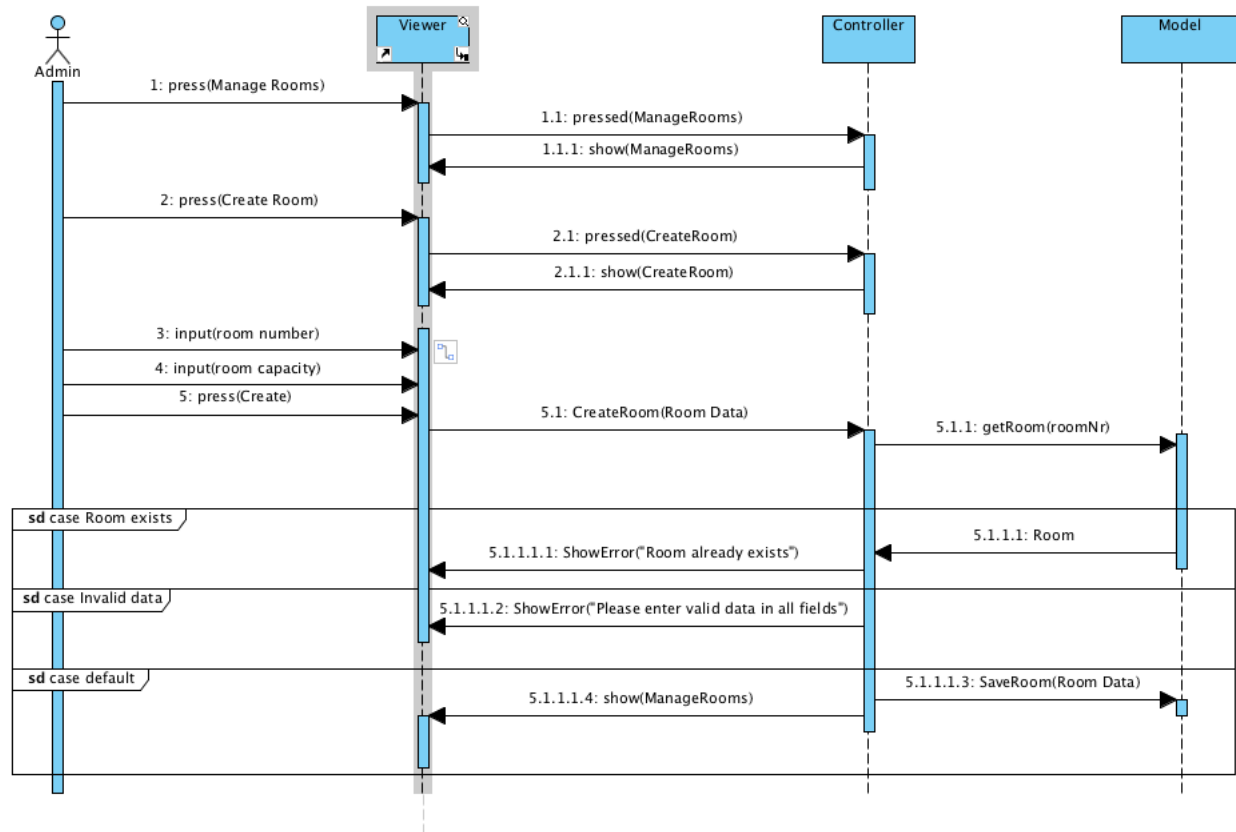 Viewer
Controller
Model
Admin
1: press(Manage Rooms)
1.1: pressed(ManageRooms)
1.1.1: show(ManageRooms)
2: press(Create Room)
2.1: pressed(CreateRoom)
2.1.1: show(CreateRoom)
3: input(room number)
4: input(room capacity)
5: press(Create)
5.1: CreateRoom(Room Data)
5.1.1: getRoom(roomNr)
sd case Room exists
5.1.1.1: Room
5.1.1.1.1: ShowError("Room already exists")
sd case Invalid data
5.1.1.1.2: ShowError("Please enter valid data in all fields")
sd case default
5.1.1.1.3: SaveRoom(Room Data)
5.1.1.1.4: show(ManageRooms)